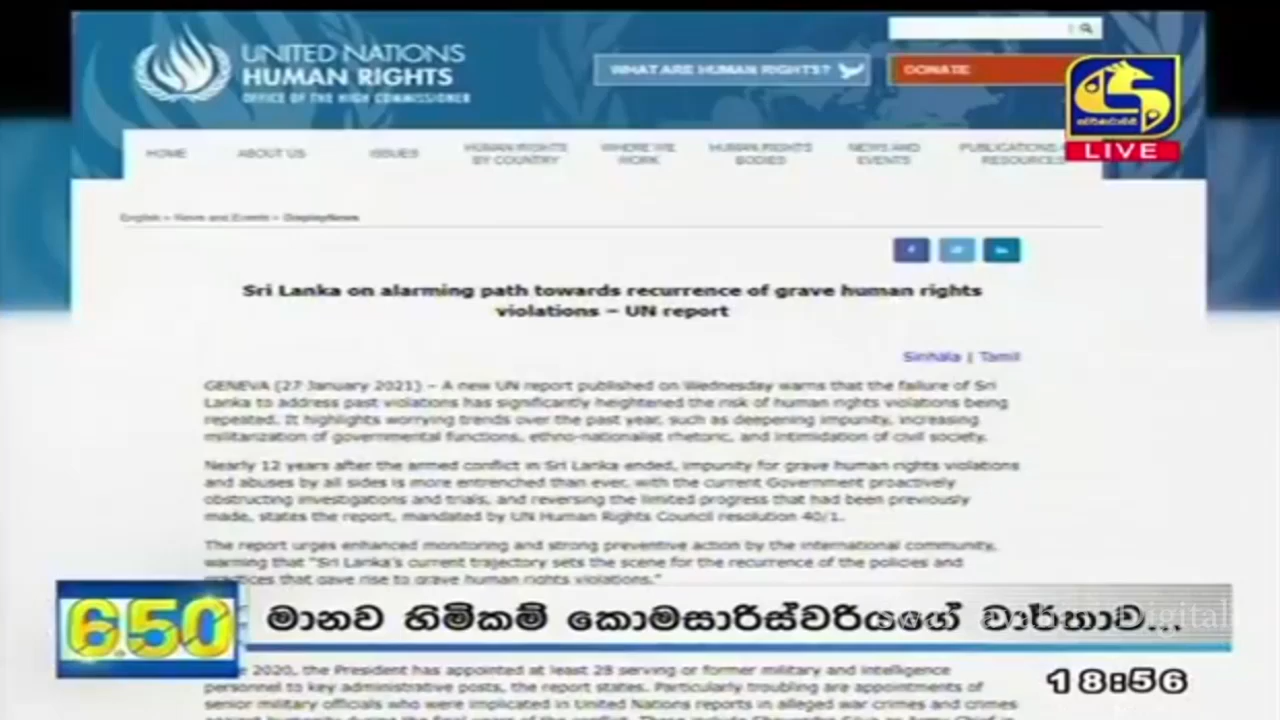 UNITED NATIONS
HUMAN RIGHTS
OFFICE OF THE HIGH COMMISSIONER
WHAT ARE HUMAN RIGHTS?
DONATE
ස්වර්ණවාහිනී
LIVE
HOME
ABOUT US
ISSUES
HUMAN RIGHTS
BY COUNTRY
WHERE WE
WORK
HUMAN RIGHTS
BODIES
NEWS AND
EVENTS
PUBLICATIONS
RESOURCES
English > News and Events > DisplayNews
Sri Lanka on alarming path towards recurrence of grave human rights
violations – UN report
Sinhala | Tamil
GENEVA (27 January 2021) – A new UN report published on Wednesday warns that the failure of Sri
Lanka to address past violations has significantly heightened the risk of human rights violations being
repeated. It highlights worrying trends over the past year, such as deepening impunity, increasing
militarization of governmental functions, ethno-nationalist rhetoric, and intimidation of civil society.
Nearly 12 years after the armed conflict in Sri Lanka ended, impunity for grave human rights violations
and abuses by all sides is more entrenched than ever, with the current Government proactively
obstructing investigations and trials, and reversing the limited progress that had been previously
made, states the report, mandated by UN Human Rights Council resolution 40/1.
The report urges enhanced monitoring and strong preventive action by the international community,
warning that "Sri Lanka's current trajectory sets the scene for the recurrence of the policies and
practices that gave rise to grave human rights violations."
6.50
මානව හිමිකම් කොමසාරිස්වරියගේ වාර්තාව...
Digital
2020, the President has appointed at least 28 serving or former military and intelligence
personnel to key administrative posts, the report states. Particularly troubling are appointments of
senior military officials who were implicated in United Nations reports in alleged war crimes and crimes
18:56